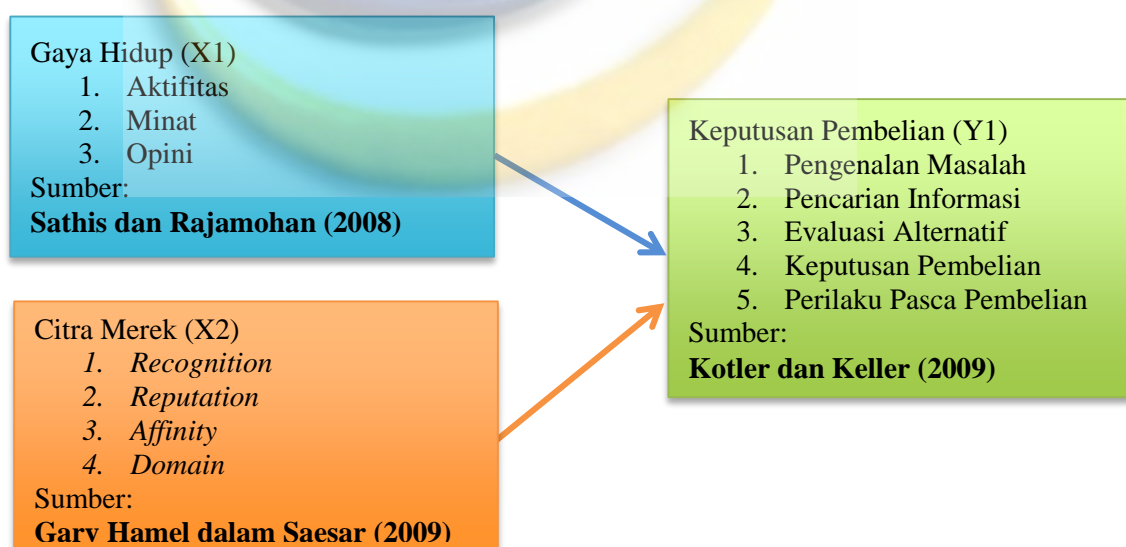 Gaya Hidup (X1)
1. Aktifitas
2. Minat
3. Opini
Sumber:
Sathis dan Rajamohan (2008)
Citra Merek (X2)
1. Recognition
2. Reputation
3. Affinity
4. Domain
Sumber:
Gary Hamel dalam Saesar (2009)
Keputusan Pembelian (Y1)
1. Pengenalan Masalah
2. Pencarian Informasi
3. Evaluasi Alternatif
4. Keputusan Pembelian
5. Perilaku Pasca Pembelian
Sumber:
Kotler dan Keller (2009)